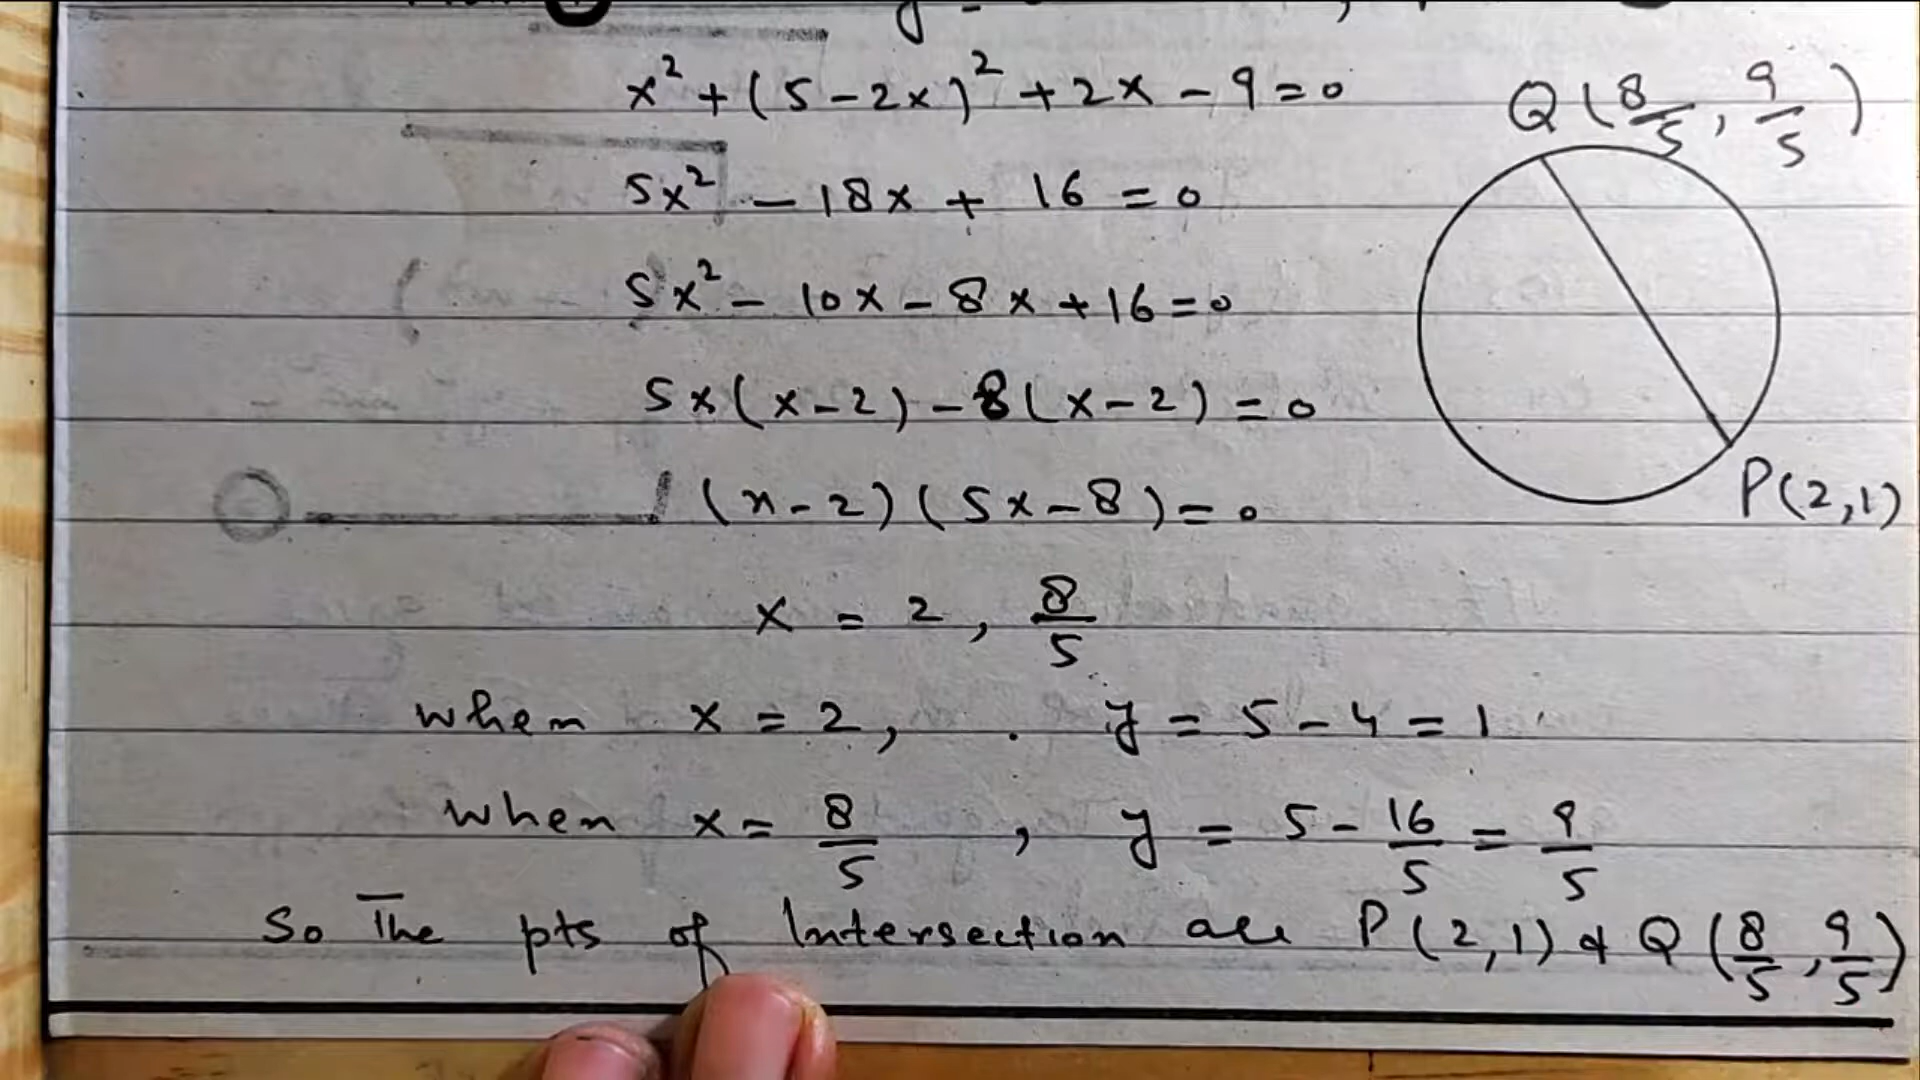 x² + (5 - 2x)² + 2x - 9 = 0
5x² - 18x + 16 = 0
5x² - 10x - 8x + 16 = 0
5x(x-2) - 8(x-2) = 0
(x-2)(5x-8) = 0
x = 2, 8/5
when x = 2, y = 5 - 4 = 1
when x = 8/5, y = 5 - 16/5 = 9/5
So The pts of Intersection are P(2,1) & Q(8/5, 9/5)
Q(8/5, 9/5)
P(2,1)